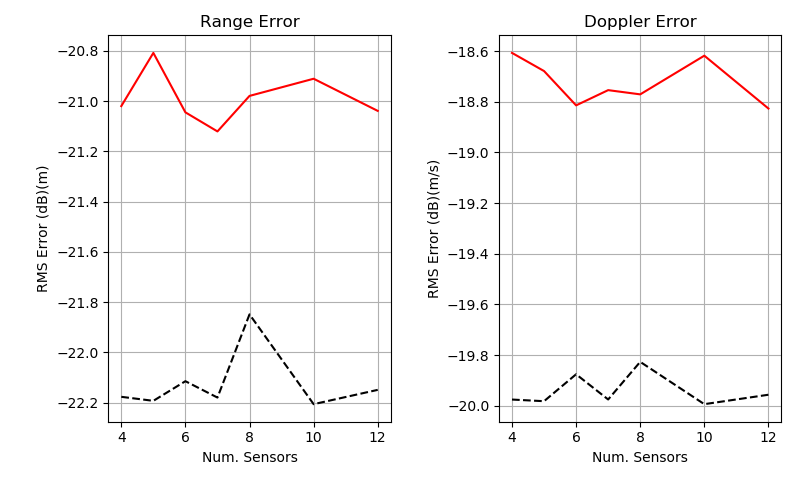 Range Error
−20.8
−21.0
−21.2
−21.4
−21.6
−21.8
−22.0
−22.2
RMS Error (dB)(m)
4 6 8 10 12
Num. Sensors
Doppler Error
−18.6
−18.8
−19.0
−19.2
−19.4
−19.6
−19.8
−20.0
RMS Error (dB)(m/s)
4 6 8 10 12
Num. Sensors